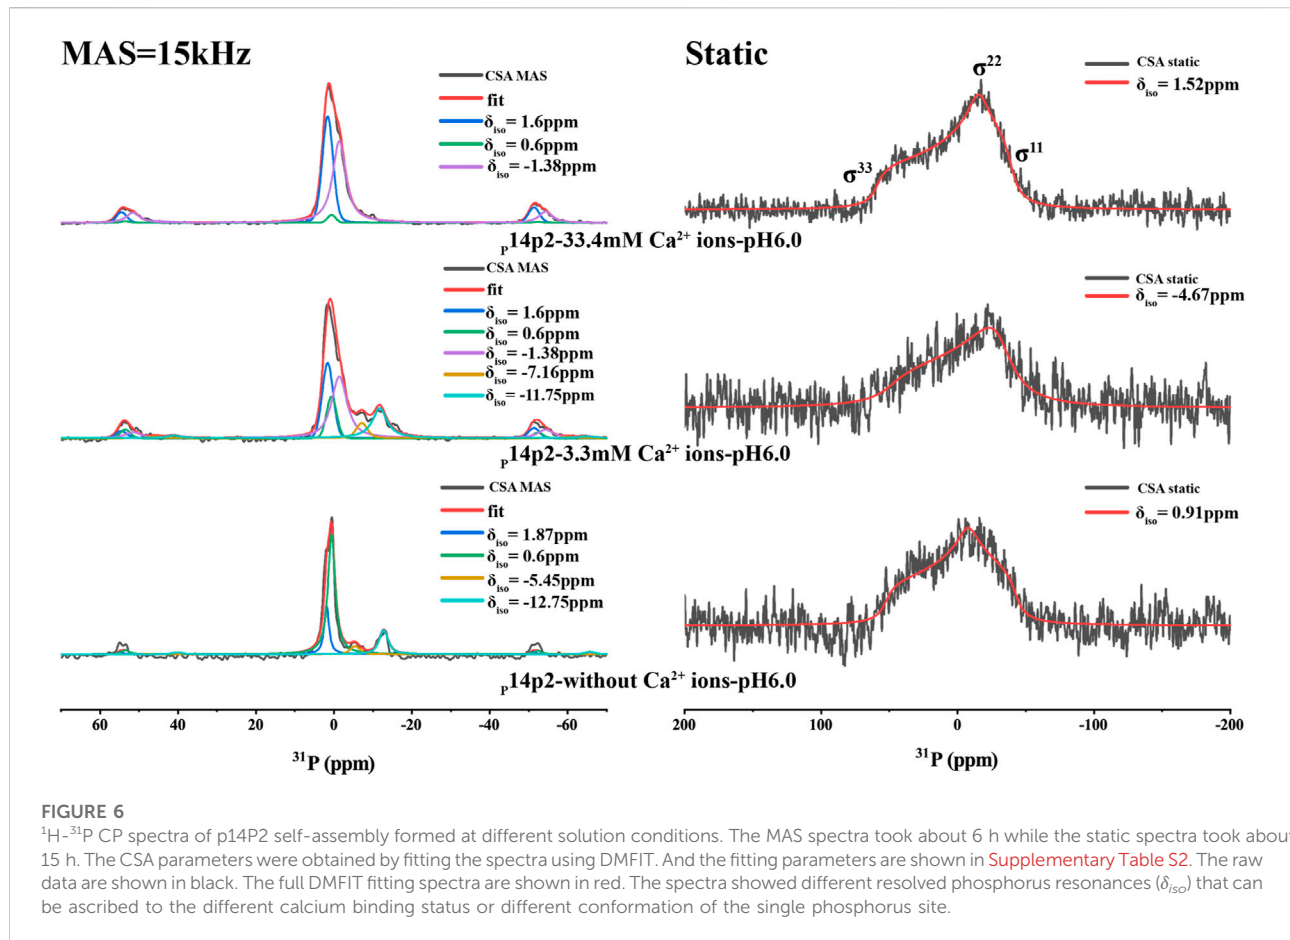 MAS=15kHz
CSA MAS
fit
δiso= 1.6ppm
δiso= 0.6ppm
δiso= -1.38ppm
Static
CSA static
δiso= 1.52ppm
σ²²
σ³³
σ¹¹
P14p2-33.4mM Ca²⁺ ions-pH6.0
CSA MAS
fit
δiso= 1.6ppm
δiso= 0.6ppm
δiso= -1.38ppm
δiso= -7.16ppm
δiso= -11.75ppm
CSA static
δiso= -4.67ppm
P14p2-3.3mM Ca²⁺ ions-pH6.0
CSA MAS
fit
δiso= 1.87ppm
δiso= 0.6ppm
δiso= -5.45ppm
δiso= -12.75ppm
CSA static
δiso= 0.91ppm
P14p2-without Ca²⁺ ions-pH6.0
60 40 20 0 -20 -40 -60
³¹P (ppm)
200 100 0 -100 -200
³¹P (ppm)
FIGURE 6
¹H-³¹P CP spectra of p14P2 self-assembly formed at different solution conditions. The MAS spectra took about 6 h while the static spectra took about
15 h. The CSA parameters were obtained by fitting the spectra using DMFIT. And the fitting parameters are shown in Supplementary Table S2. The raw
data are shown in black. The full DMFIT fitting spectra are shown in red. The spectra showed different resolved phosphorus resonances (δiso) that can
be ascribed to the different calcium binding status or different conformation of the single phosphorus site.